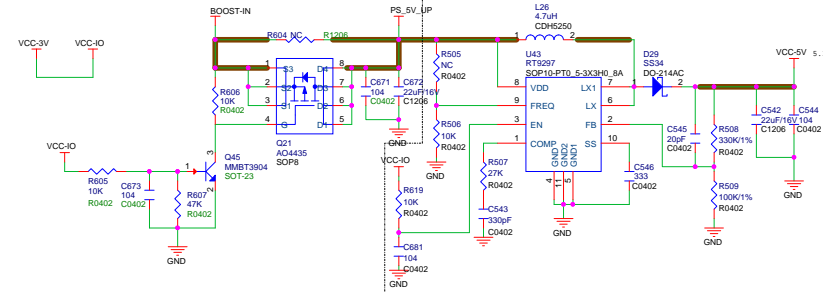 BOOST-IN
PS_5V_UP
L26
4.7uH
CDH5250
R604 NC
R1206
VCC-3V
VCC-IO
VCC-5V
5.
R505
NC
R0402
U43
RT9297
SOP10-PT0_5-3X3H0_8A
D29
SS34
DO-214AC
1
2
1
S3
D4
8
2
S2
D3
7
3
S1
D2
6
4
G
D1
5
R606
10K
R0402
C671
104
C0402
C672
22uF/16V
C1206
GND
Q21
AO4435
SOP8
8
VDD
LX1
7
9
FREQ
LX
6
3
EN
FB
2
1
COMP
SS
10
GND
GND2
GND1
4
11
5
GND
1
2
C542
22uF/16V
C1206
C544
104
C0402
GND
C545
20pF
C0402
R508
330K/1%
R0402
R509
100K/1%
R0402
GND
C546
333
C0402
R506
10K
R0402
GND
R507
27K
R0402
C543
330pF
C0402
GND
VCC-IO
R619
10K
R0402
C681
104
C0402
GND
VCC-IO
R605
10K
R0402
C673
104
C0402
R607
47K
R0402
GND
3
1
2
Q45
MMBT3904
SOT-23